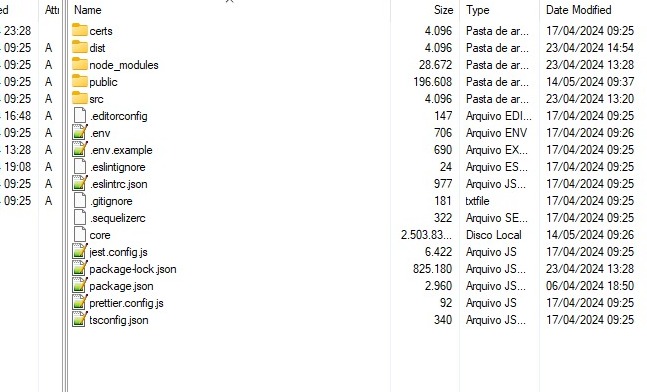 ed Attı Name Size Type Date Modified
23:28 certs 4.096 Pasta de ar... 17/04/2024 09:25
09:25 A dist 4.096 Pasta de ar... 23/04/2024 14:54
09:25 A node_modules 28.672 Pasta de ar... 23/04/2024 13:28
09:25 A public 196.608 Pasta de ar... 14/05/2024 09:37
09:25 A src 4.096 Pasta de ar... 23/04/2024 13:20
16:48 A .editorconfig 147 Arquivo EDI... 17/04/2024 09:25
09:25 A .env 706 Arquivo ENV 17/04/2024 09:26
13:28 A .env.example 690 Arquivo EX... 17/04/2024 09:25
19:08 A .eslintignore 24 Arquivo ES... 17/04/2024 09:25
09:25 A .eslintrc.json 977 Arquivo JS... 17/04/2024 09:25
09:25 A .gitignore 181 txtfile 17/04/2024 09:25
.sequelizerc 322 Arquivo SE... 17/04/2024 09:25
core 2.503.83... Disco Local 14/05/2024 09:26
jest.config.js 6.422 Arquivo JS 17/04/2024 09:25
package-lock.json 825.180 Arquivo JS... 23/04/2024 13:28
package.json 2.960 Arquivo JS... 06/04/2024 18:50
prettier.config.js 92 Arquivo JS 17/04/2024 09:25
tsconfig.json 340 Arquivo JS... 17/04/2024 09:25